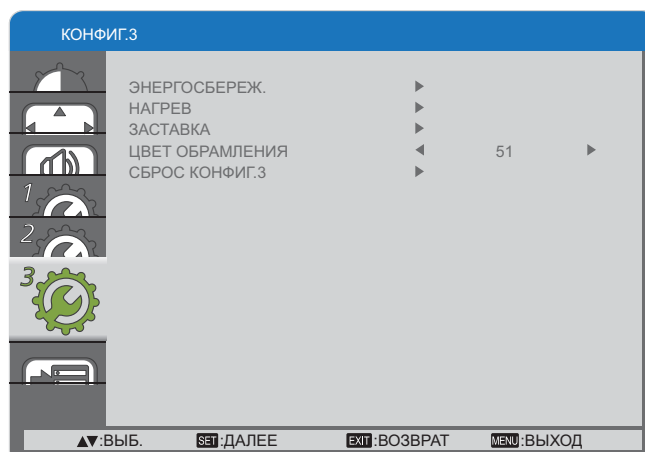 КОНФИГ.3
ЭНЕРГОСБЕРЕЖ.
НАГРЕВ
ЗАСТАВКА
ЦВЕТ ОБРАМЛЕНИЯ 51
СБРОС КОНФИГ.3
1
2
3
▲▼:ВЫБ. SET:ДАЛЕЕ EXIT:ВОЗВРАТ MENU:ВЫХОД